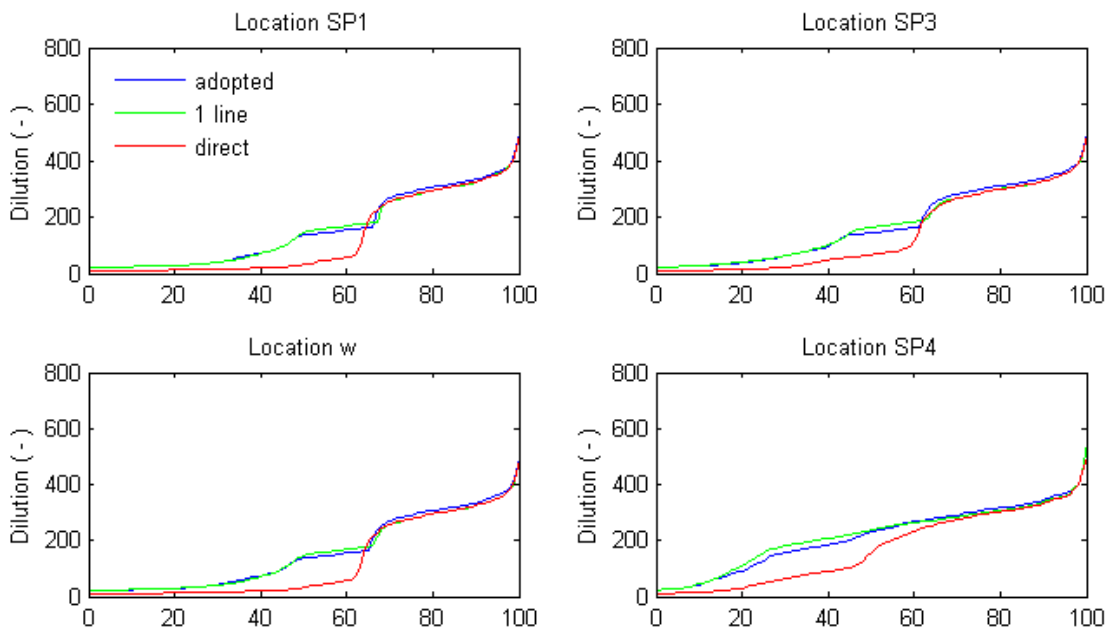 Location SP1
800
600
400
200
0
Dilution ( - )
adopted
1 line
direct
0 20 40 60 80 100
Location SP3
800
600
400
200
0
Dilution ( - )
0 20 40 60 80 100
Location w
800
600
400
200
0
Dilution ( - )
0 20 40 60 80 100
Location SP4
800
600
400
200
0
Dilution ( - )
0 20 40 60 80 100